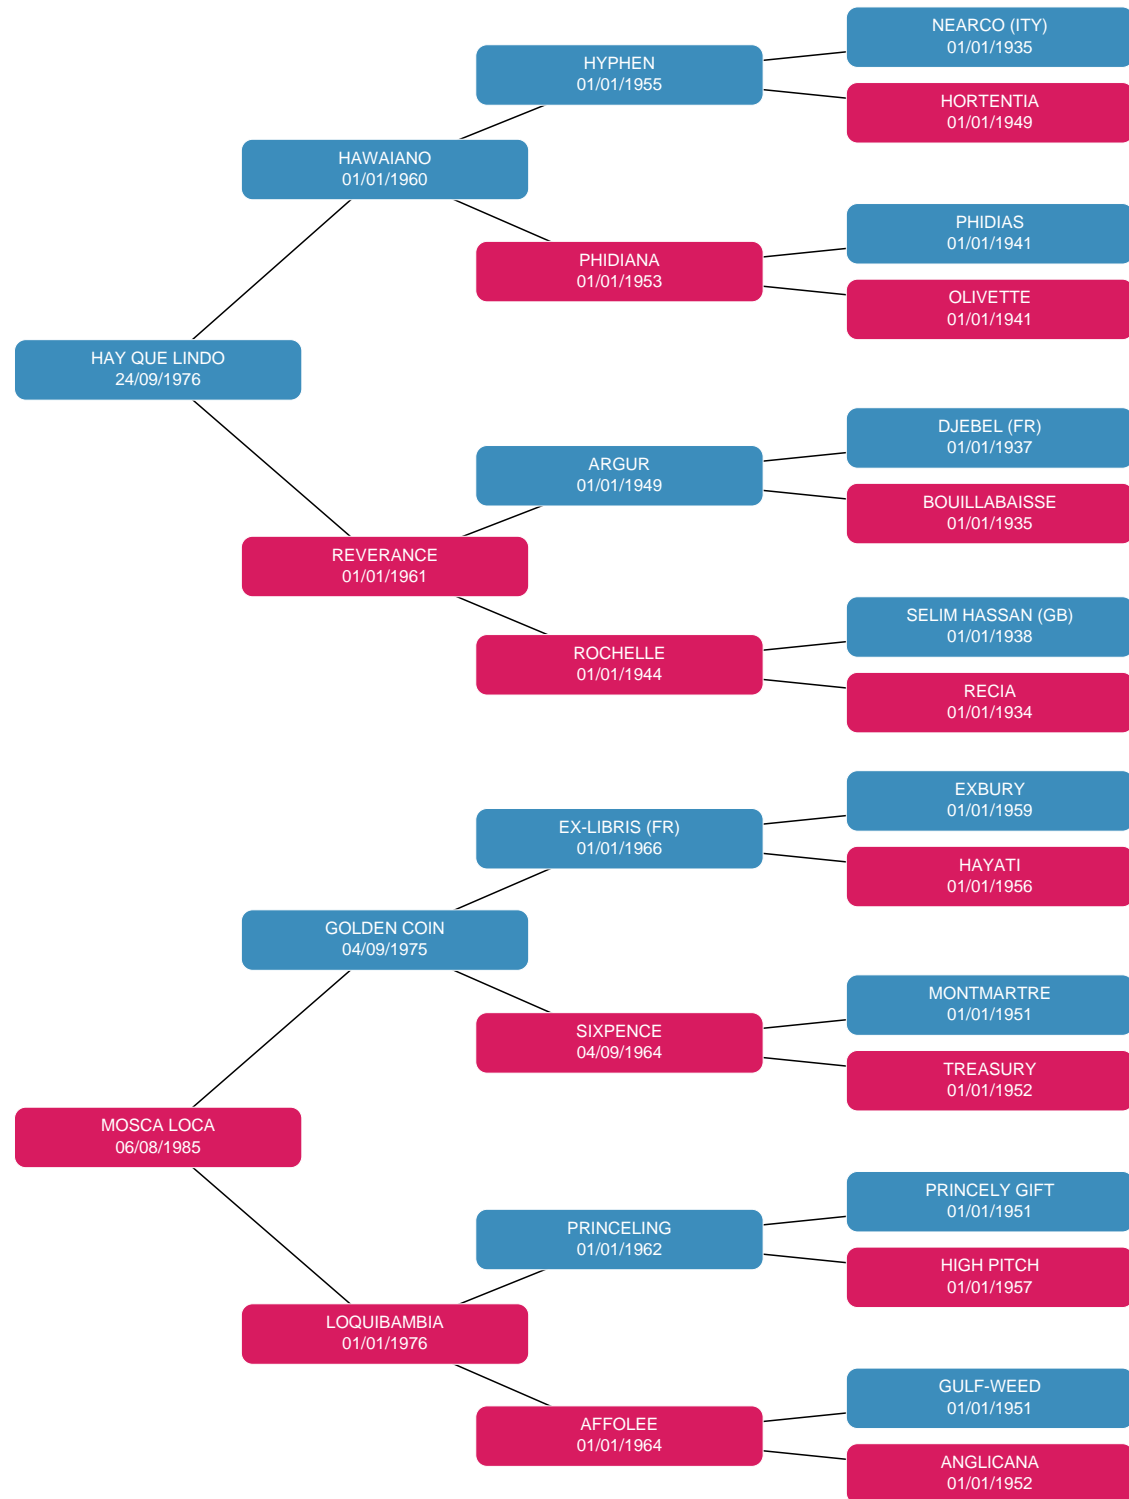 NEARCO (ITY)
01/01/1935
HYPHEN
01/01/1955
HORTENTIA
01/01/1949
HAWAIANO
01/01/1960
PHIDIAS
01/01/1941
PHIDIANA
01/01/1953
OLIVETTE
01/01/1941
HAY QUE LINDO
24/09/1976
DJEBEL (FR)
01/01/1937
ARGUR
01/01/1949
BOUILLABAISSE
01/01/1935
REVERANCE
01/01/1961
SELIM HASSAN (GB)
01/01/1938
ROCHELLE
01/01/1944
RECIA
01/01/1934
EXBURY
01/01/1959
EX-LIBRIS (FR)
01/01/1966
HAYATI
01/01/1956
GOLDEN COIN
04/09/1975
MONTMARTRE
01/01/1951
SIXPENCE
04/09/1964
TREASURY
01/01/1952
MOSCA LOCA
06/08/1985
PRINCELY GIFT
01/01/1951
PRINCELING
01/01/1962
HIGH PITCH
01/01/1957
LOQUIBAMBIA
01/01/1976
GULF-WEED
01/01/1951
AFFOLEE
01/01/1964
ANGLICANA
01/01/1952